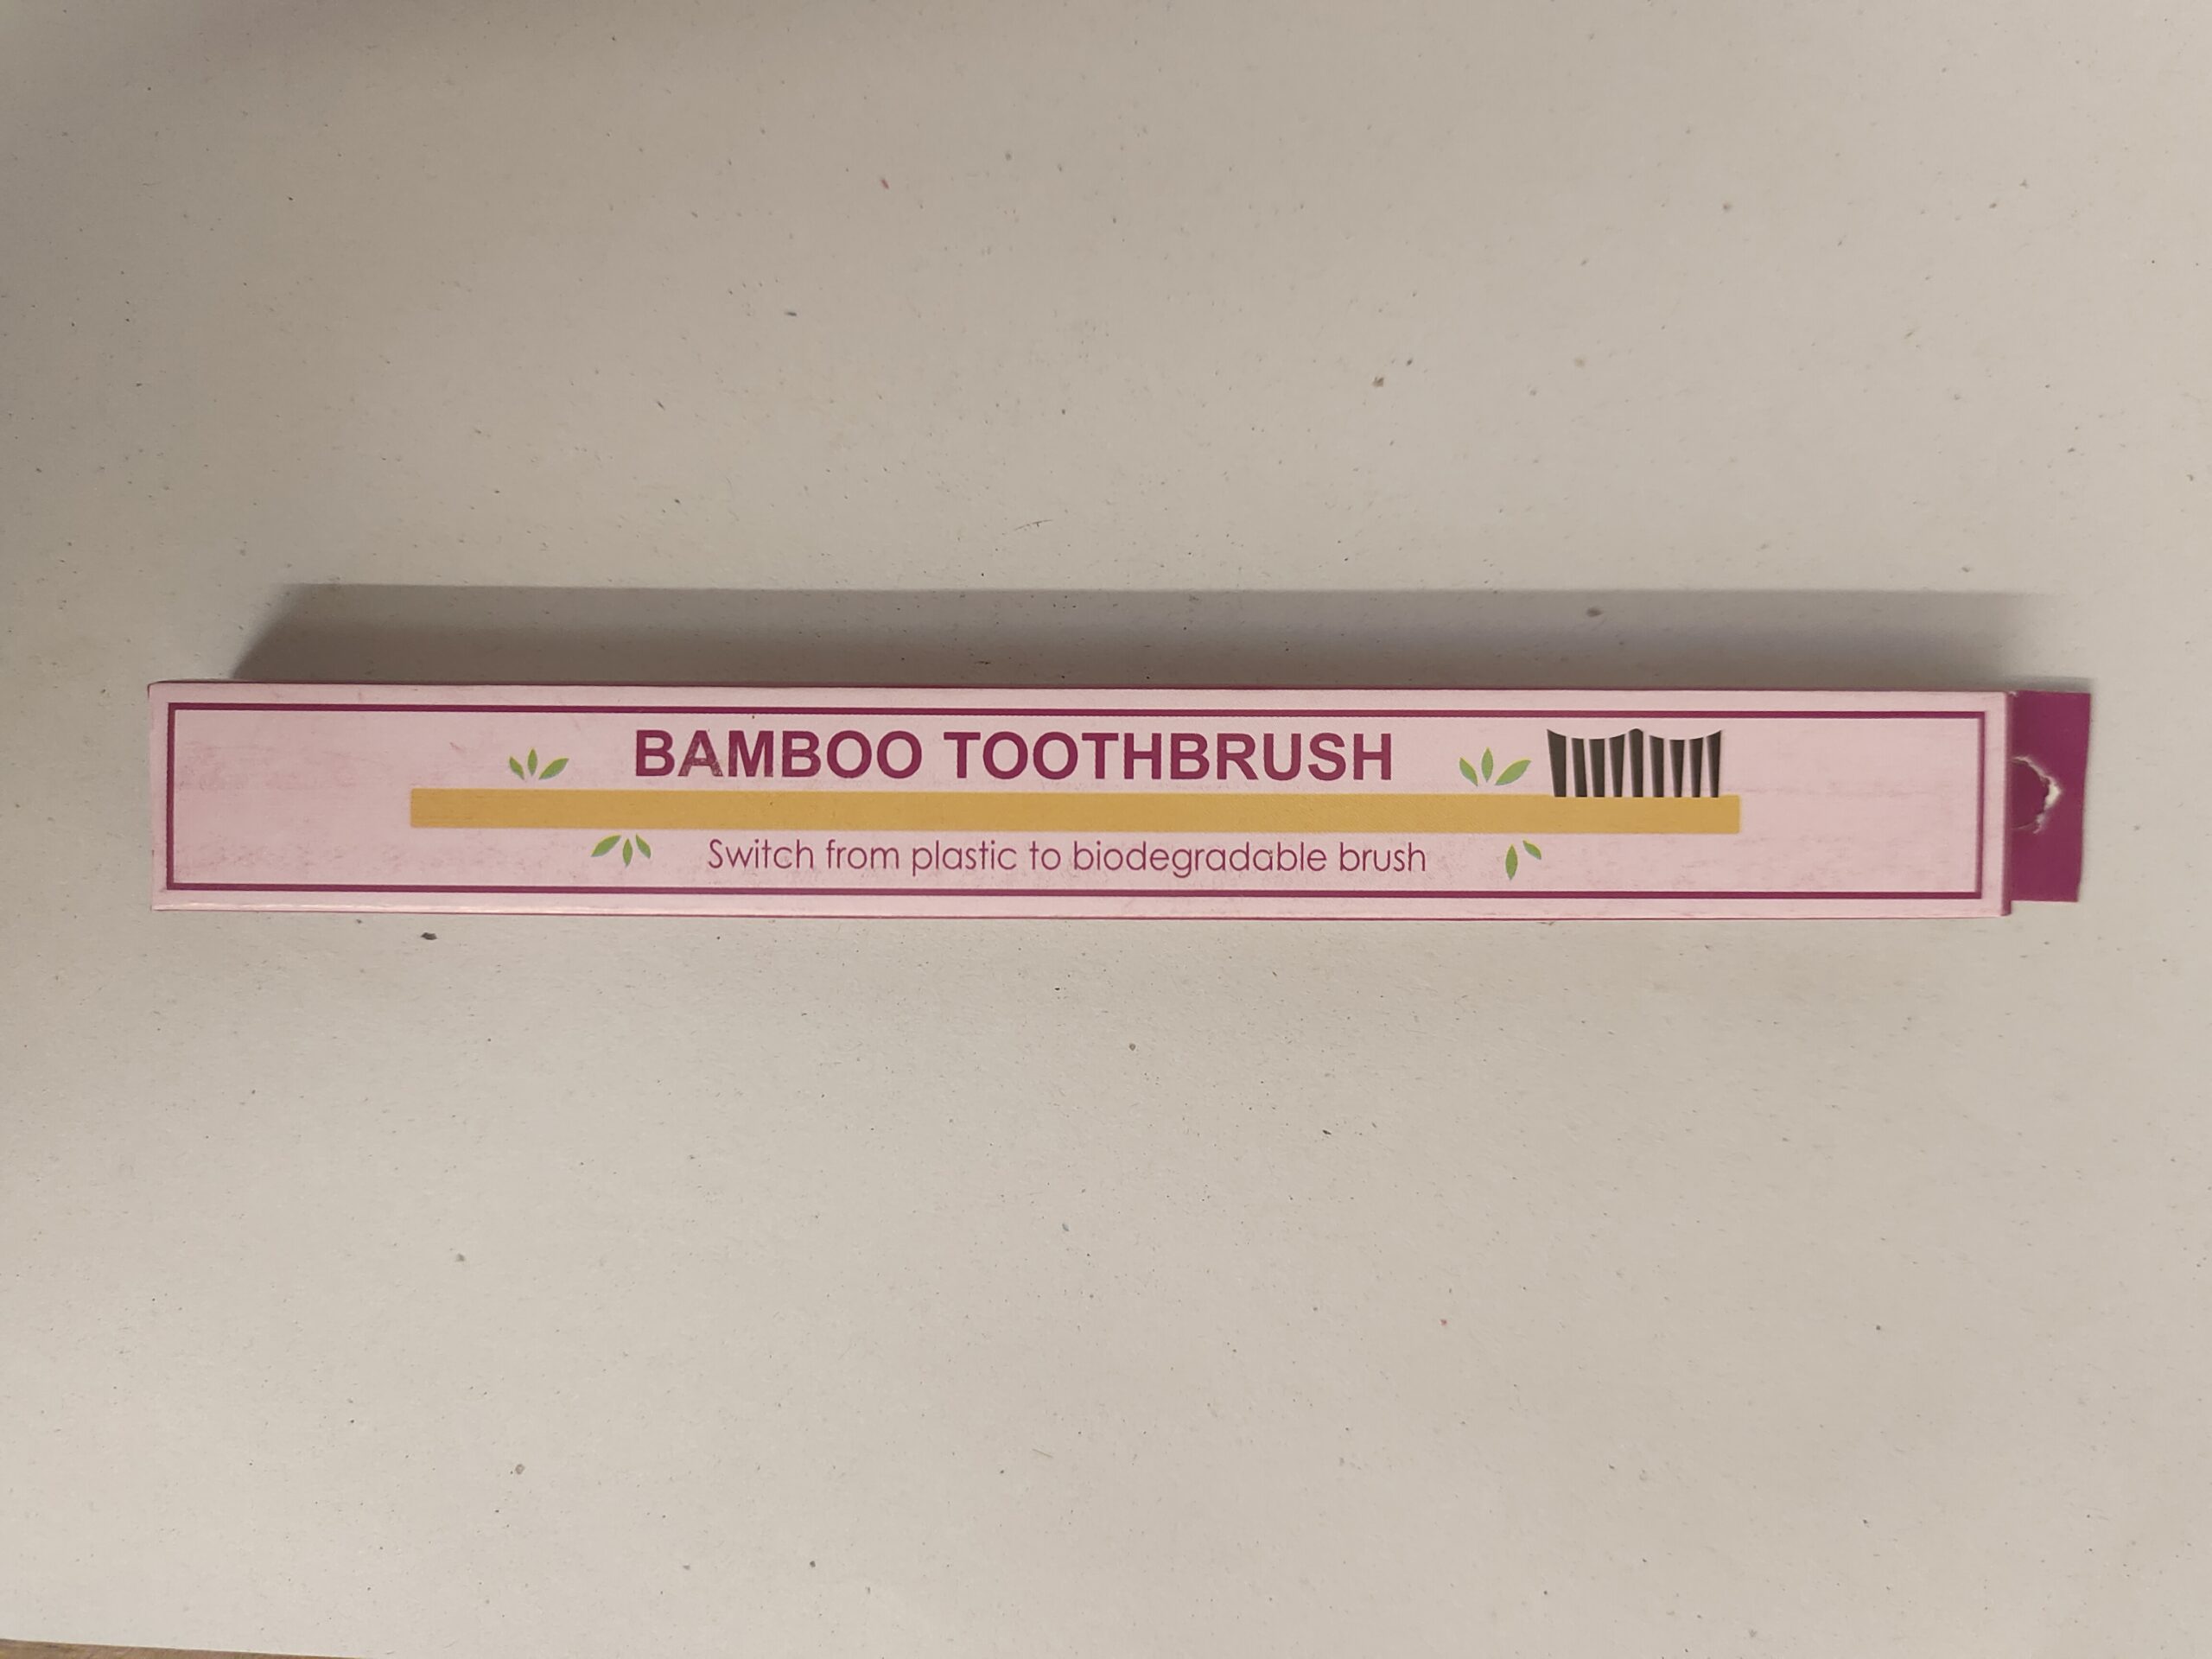 BAMBOO TOOTHBRUSH
Switch from plastic to biodegradable brush